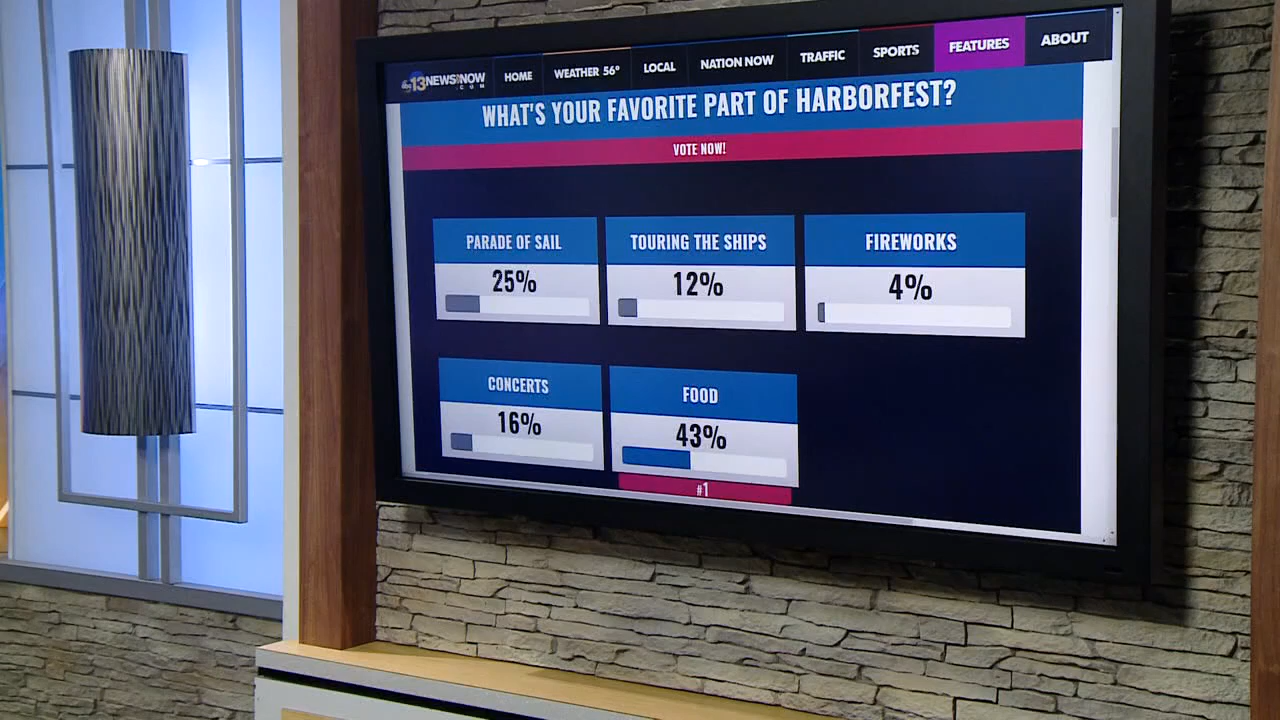 abc 13NEWSNOW HOME WEATHER 56° LOCAL NATION NOW TRAFFIC SPORTS FEATURES ABOUT
.COM
WHAT'S YOUR FAVORITE PART OF HARBORFEST?
VOTE NOW!
PARADE OF SAIL
25%
TOURING THE SHIPS
12%
FIREWORKS
4%
CONCERTS
16%
FOOD
43%
#1